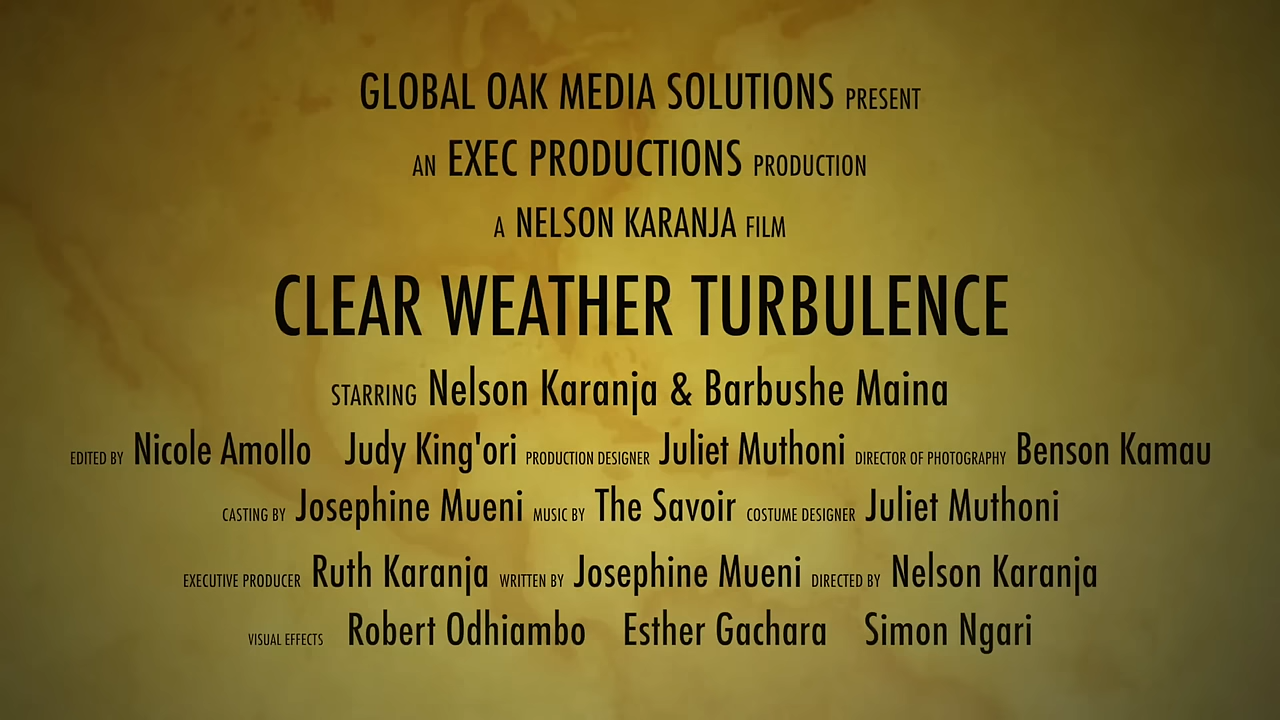 GLOBAL OAK MEDIA SOLUTIONS PRESENT
AN EXEC PRODUCTIONS PRODUCTION
A NELSON KARANJA FILM
CLEAR WEATHER TURBULENCE
STARRING Nelson Karanja & Barbushe Maina
EDITED BY Nicole Amollo Judy King'ori PRODUCTION DESIGNER Juliet Muthoni DIRECTOR OF PHOTOGRAPHY Benson Kamau
CASTING BY Josephine Mueni MUSIC BY The Savoir COSTUME DESIGNER Juliet Muthoni
EXECUTIVE PRODUCER Ruth Karanja WRITTEN BY Josephine Mueni DIRECTED BY Nelson Karanja
VISUAL EFFECTS Robert Odhiambo Esther Gachara Simon Ngari